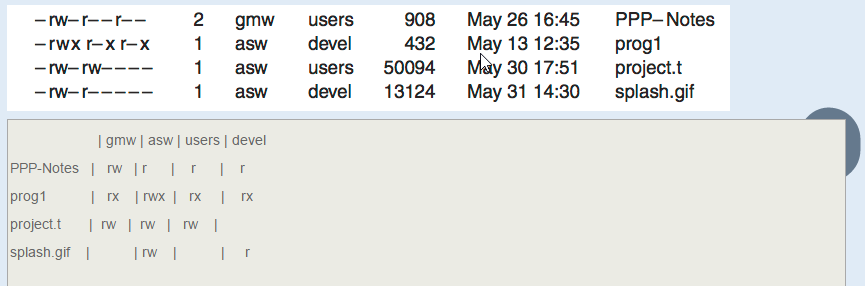 –rw–r––r–– 2 gmw users 908 May 26 16:45 PPP–Notes
–rwx r–x r–x 1 asw devel 432 May 13 12:35 prog1
–rw–rw–––– 1 asw users 50094 May 30 17:51 project.t
–rw–r––––– 1 asw devel 13124 May 31 14:30 splash.gif
| gmw | asw | users | devel
PPP-Notes | rw | r | r | r
prog1 | rx | rwx | rx | rx
project.t | rw | rw | rw |
splash.gif | | rw | | r